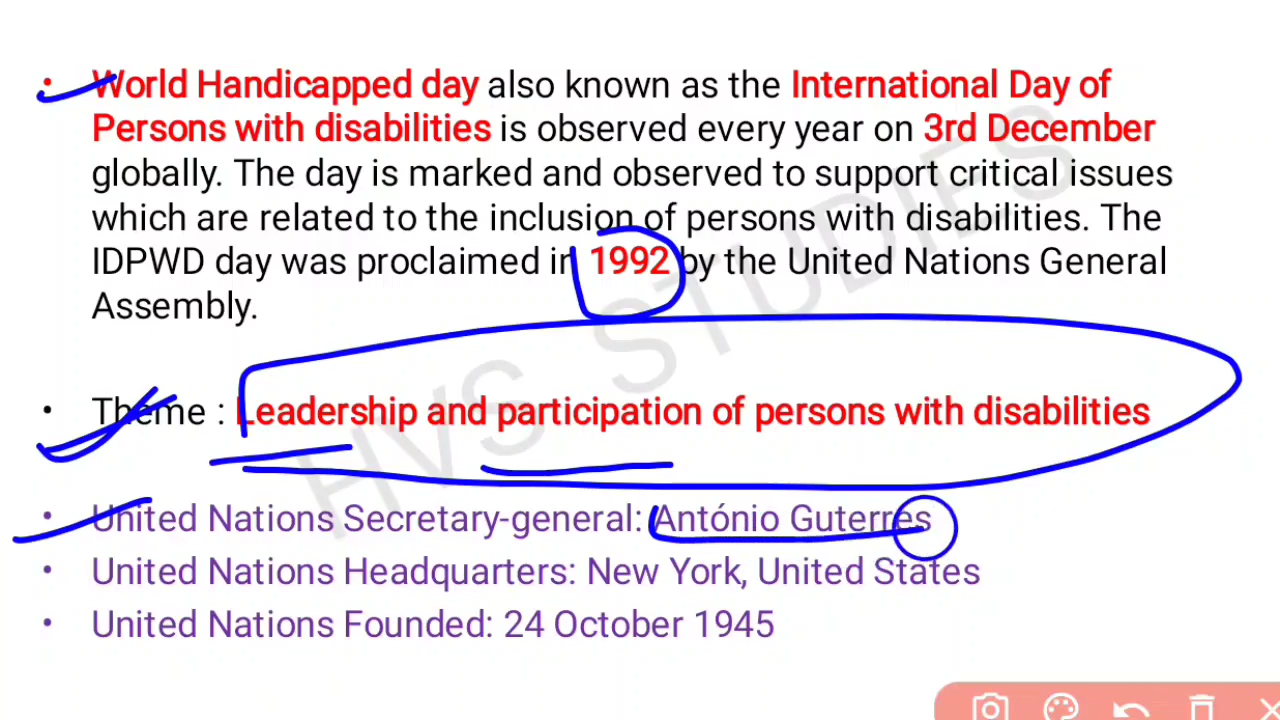 • World Handicapped day also known as the International Day of
Persons with disabilities is observed every year on 3rd December
globally. The day is marked and observed to support critical issues
which are related to the inclusion of persons with disabilities. The
IDPWD day was proclaimed in 1992 by the United Nations General
Assembly.
• Theme : Leadership and participation of persons with disabilities
• United Nations Secretary-general: António Guterres
• United Nations Headquarters: New York, United States
• United Nations Founded: 24 October 1945
HVS STUDIES